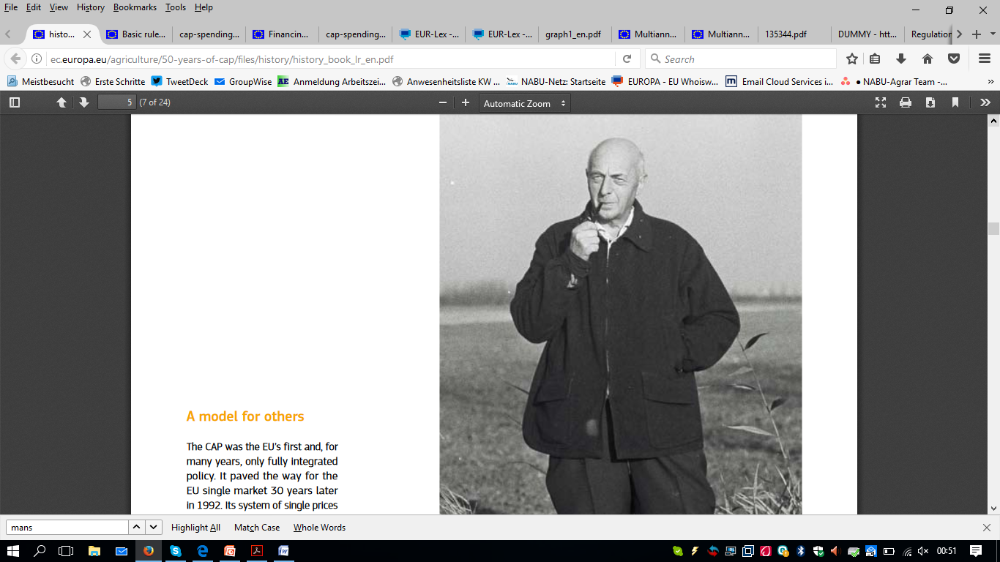 File Edit View History Bookmarks Tools Help
histo... Basic rule... cap-spending... Financin... cap-spending... EUR-Lex -... EUR-Lex -... graph1_en.pdf Multiann... Multiann... 135344.pdf DUMMY - htt... Regulation
ec.europa.eu/agriculture/50-years-of-cap/files/history/history_book_lr_en.pdf Search
Meistbesucht Erste Schritte TweetDeck GroupWise Anmeldung Arbeitszei... Anwesenheitsliste KW ... NABU-Netz: Startseite EUROPA - EU Whoisw... Email Cloud Services i... ● NABU-Agrar Team -...
5 (7 of 24) Automatic Zoom
A model for others
The CAP was the EU's first and, for
many years, only fully integrated
policy. It paved the way for the
EU single market 30 years later
in 1992. Its system of single prices
mans Highlight All Match Case Whole Words
00:51